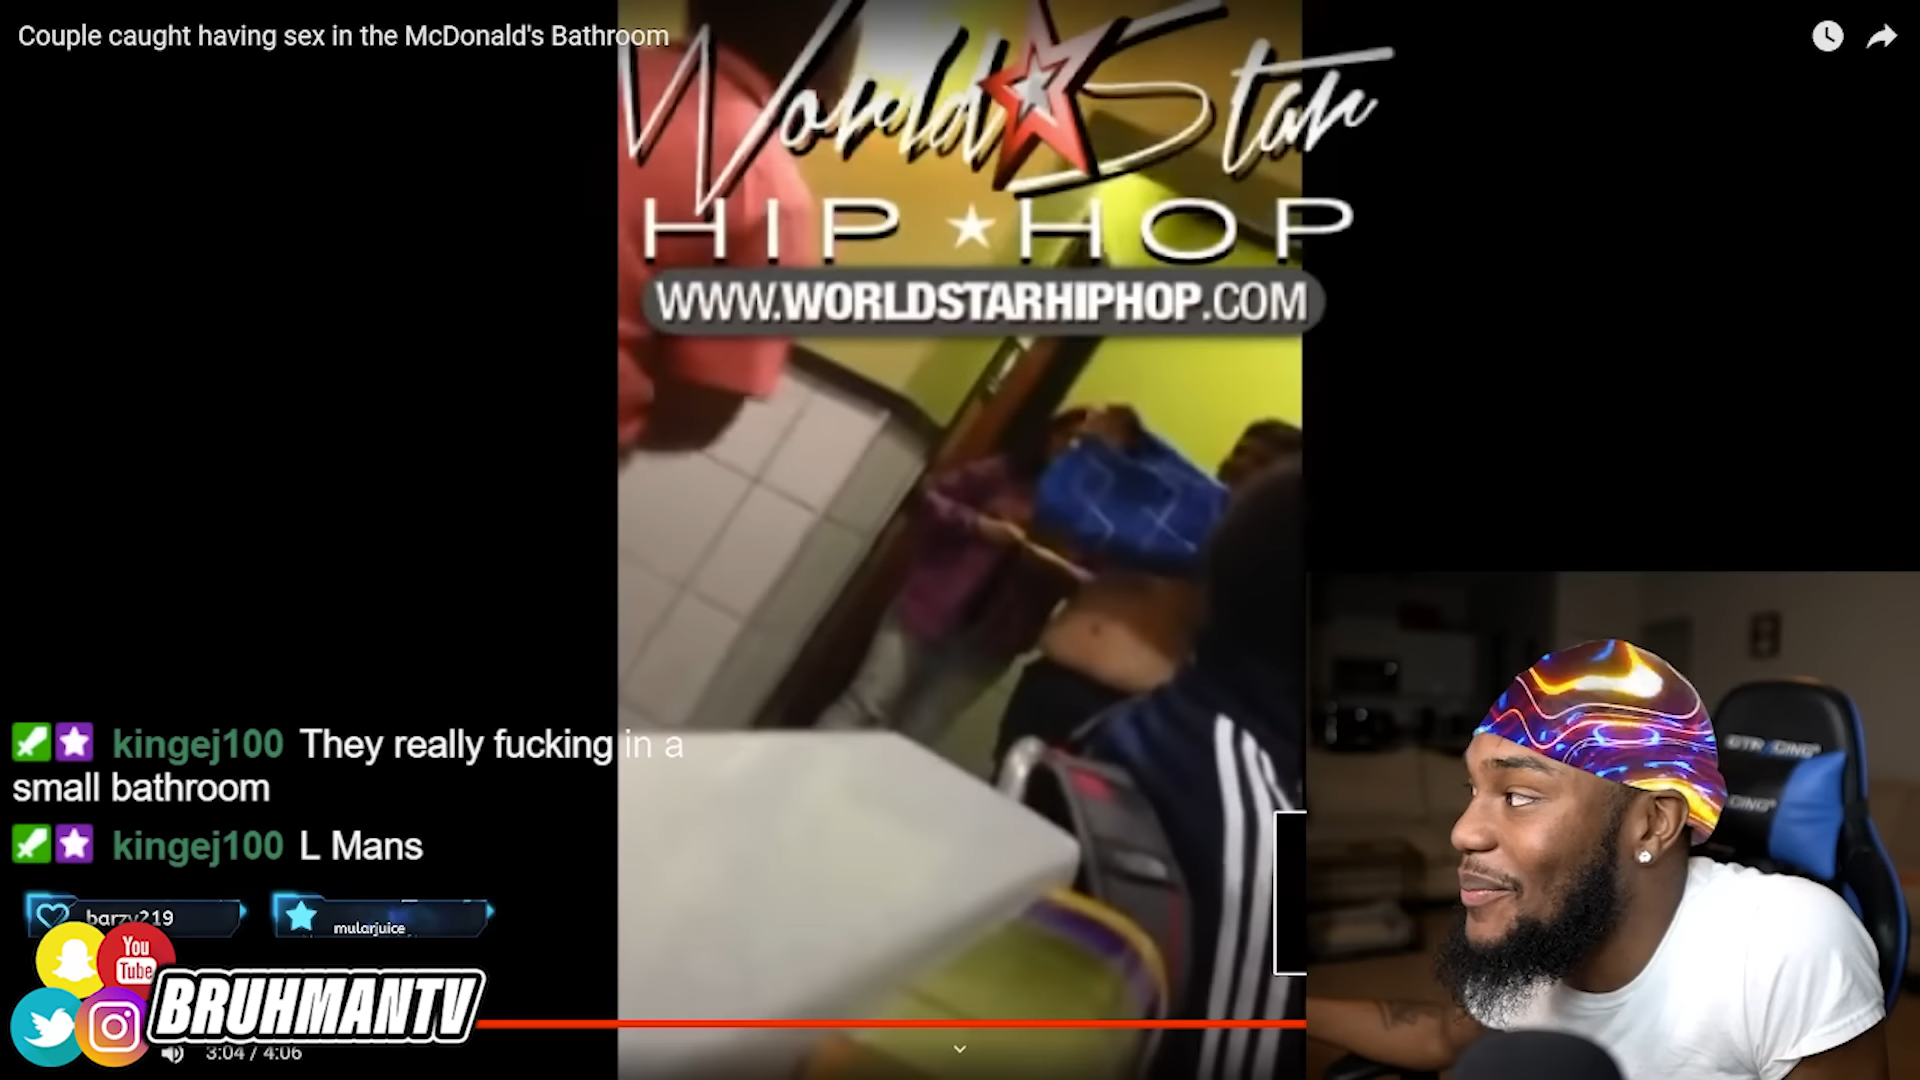 Couple caught having sex in the McDonald's Bathroom
World Star
HIP HOP
WWW.WORLDSTARHIPHOP.COM
kingej100 They really fucking in a
small bathroom
kingej100 L Mans
barzy219
mularjuice
You
Tube
BRUHMANTV
3:04 / 4:06
GTRACING